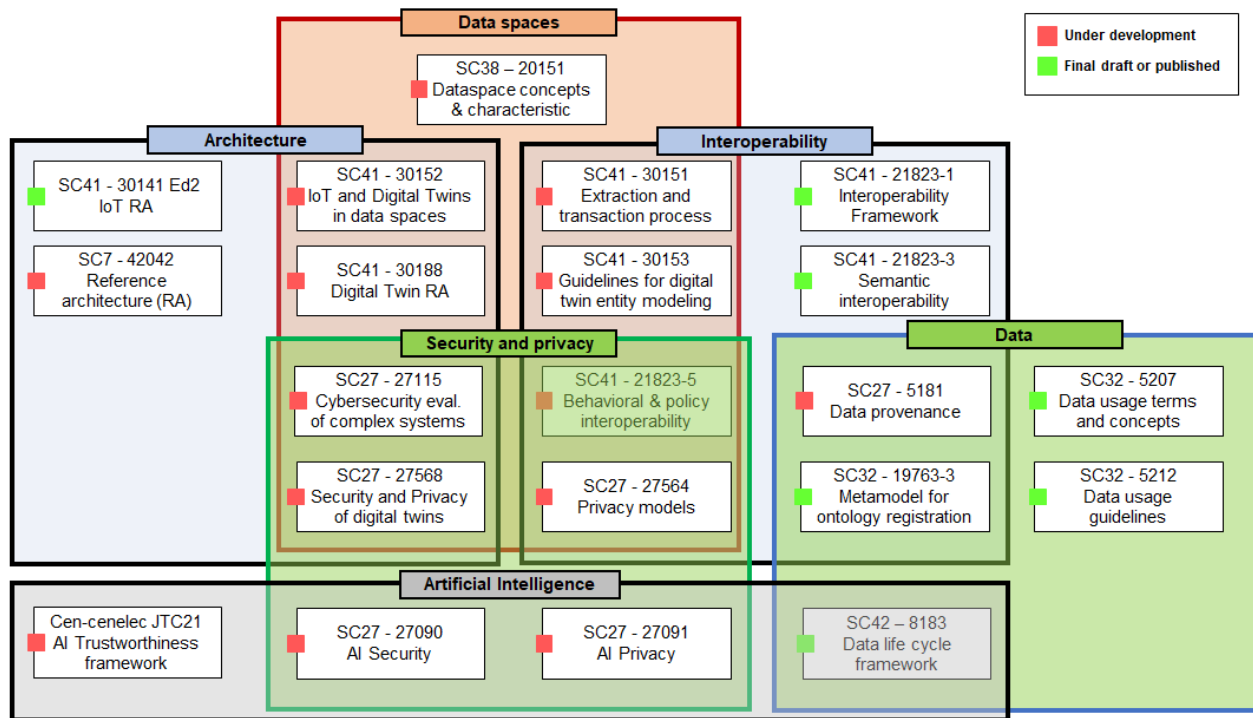 Data spaces
Under development
Final draft or published
SC38 – 20151
Dataspace concepts
& characteristic
Architecture
Interoperability
SC41 - 30141 Ed2
IoT RA
SC41 - 30152
IoT and Digital Twins
in data spaces
SC41 - 30151
Extraction and
transaction process
SC41 - 21823-1
Interoperability
Framework
SC7 - 42042
Reference
architecture (RA)
SC41 - 30188
Digital Twin RA
SC41 - 30153
Guidelines for digital
twin entity modeling
SC41 - 21823-3
Semantic
interoperability
Security and privacy
Data
SC27 - 27115
Cybersecurity eval.
of complex systems
SC41 - 21823-5
Behavioral & policy
interoperability
SC27 - 5181
Data provenance
SC32 - 5207
Data usage terms
and concepts
SC27 - 27568
Security and Privacy
of digital twins
SC27 - 27564
Privacy models
SC32 - 19763-3
Metamodel for
ontology registration
SC32 - 5212
Data usage
guidelines
Artificial Intelligence
Cen-cenelec JTC21
AI Trustworthiness
framework
SC27 - 27090
AI Security
SC27 - 27091
AI Privacy
SC42 – 8183
Data life cycle
framework